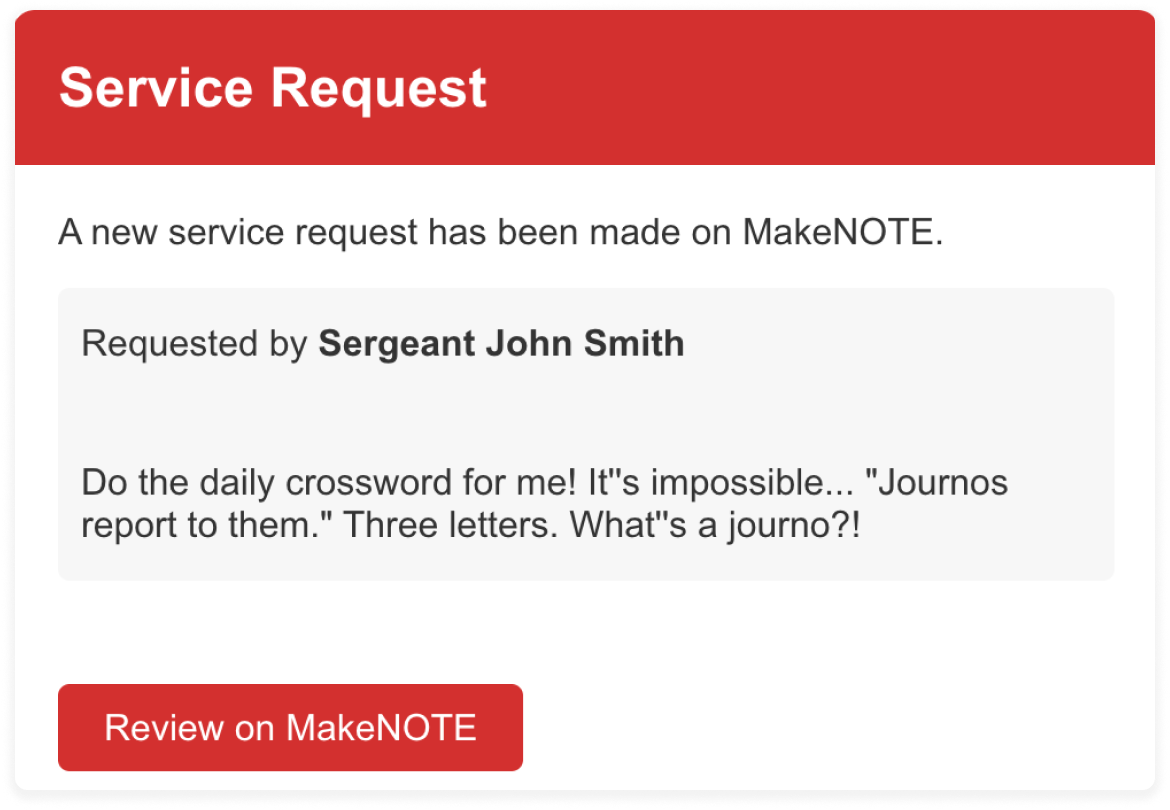 Service Request
A new service request has been made on MakeNOTE.
Requested by Sergeant John Smith
Do the daily crossword for me! It''s impossible... "Journos
report to them." Three letters. What''s a journo?!
Review on MakeNOTE